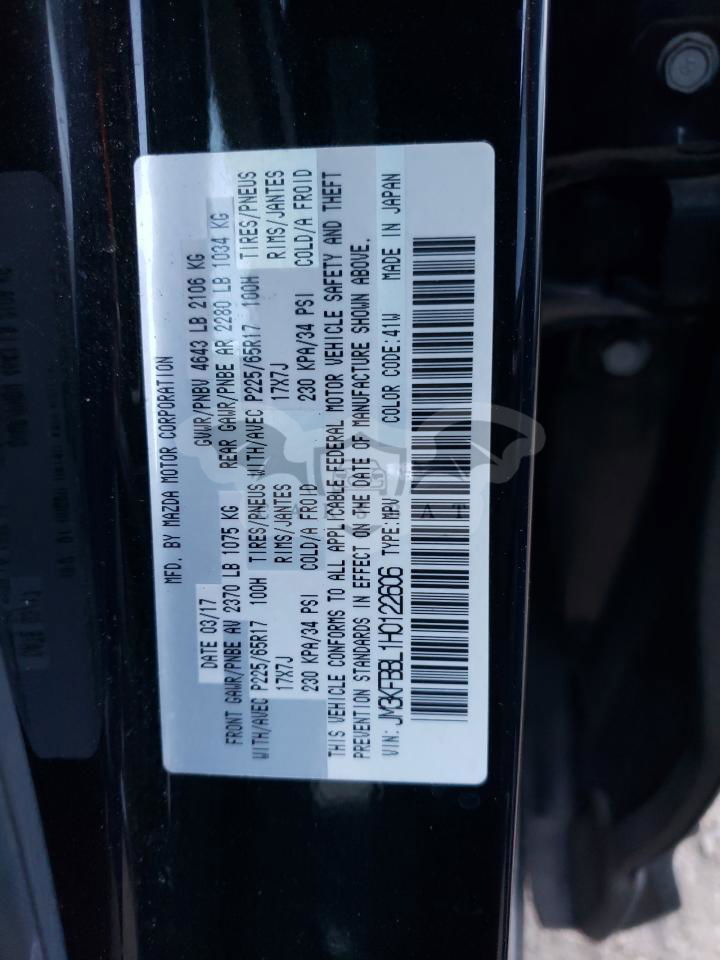 MFD. BY MAZDA MOTOR CORPORATION
DATE 03/17 GVWR/PNBV 4643 LB 2106 KG
FRONT GAWR/PNBE AV 2370 LB 1075 KG REAR GAWR/PNBE AR 2280 LB 1034 KG
WITH/AVEC P225/65R17 100H TIRES/PNEUS WITH/AVEC P225/65R17 100H TIRES/PNEUS
17X7J RIMS/JANTES 17X7J RIMS/JANTES
230 KPA/34 PSI COLD/A FROID 230 KPA/34 PSI COLD/A FROID
THIS VEHICLE CONFORMS TO ALL APPLICABLE FEDERAL MOTOR VEHICLE SAFETY AND THEFT
PREVENTION STANDARDS IN EFFECT ON THE DATE OF MANUFACTURE SHOWN ABOVE.
VIN: JM3KFBBL1H0122606 TYPE:MPV COLOR CODE:41W MADE IN JAPAN